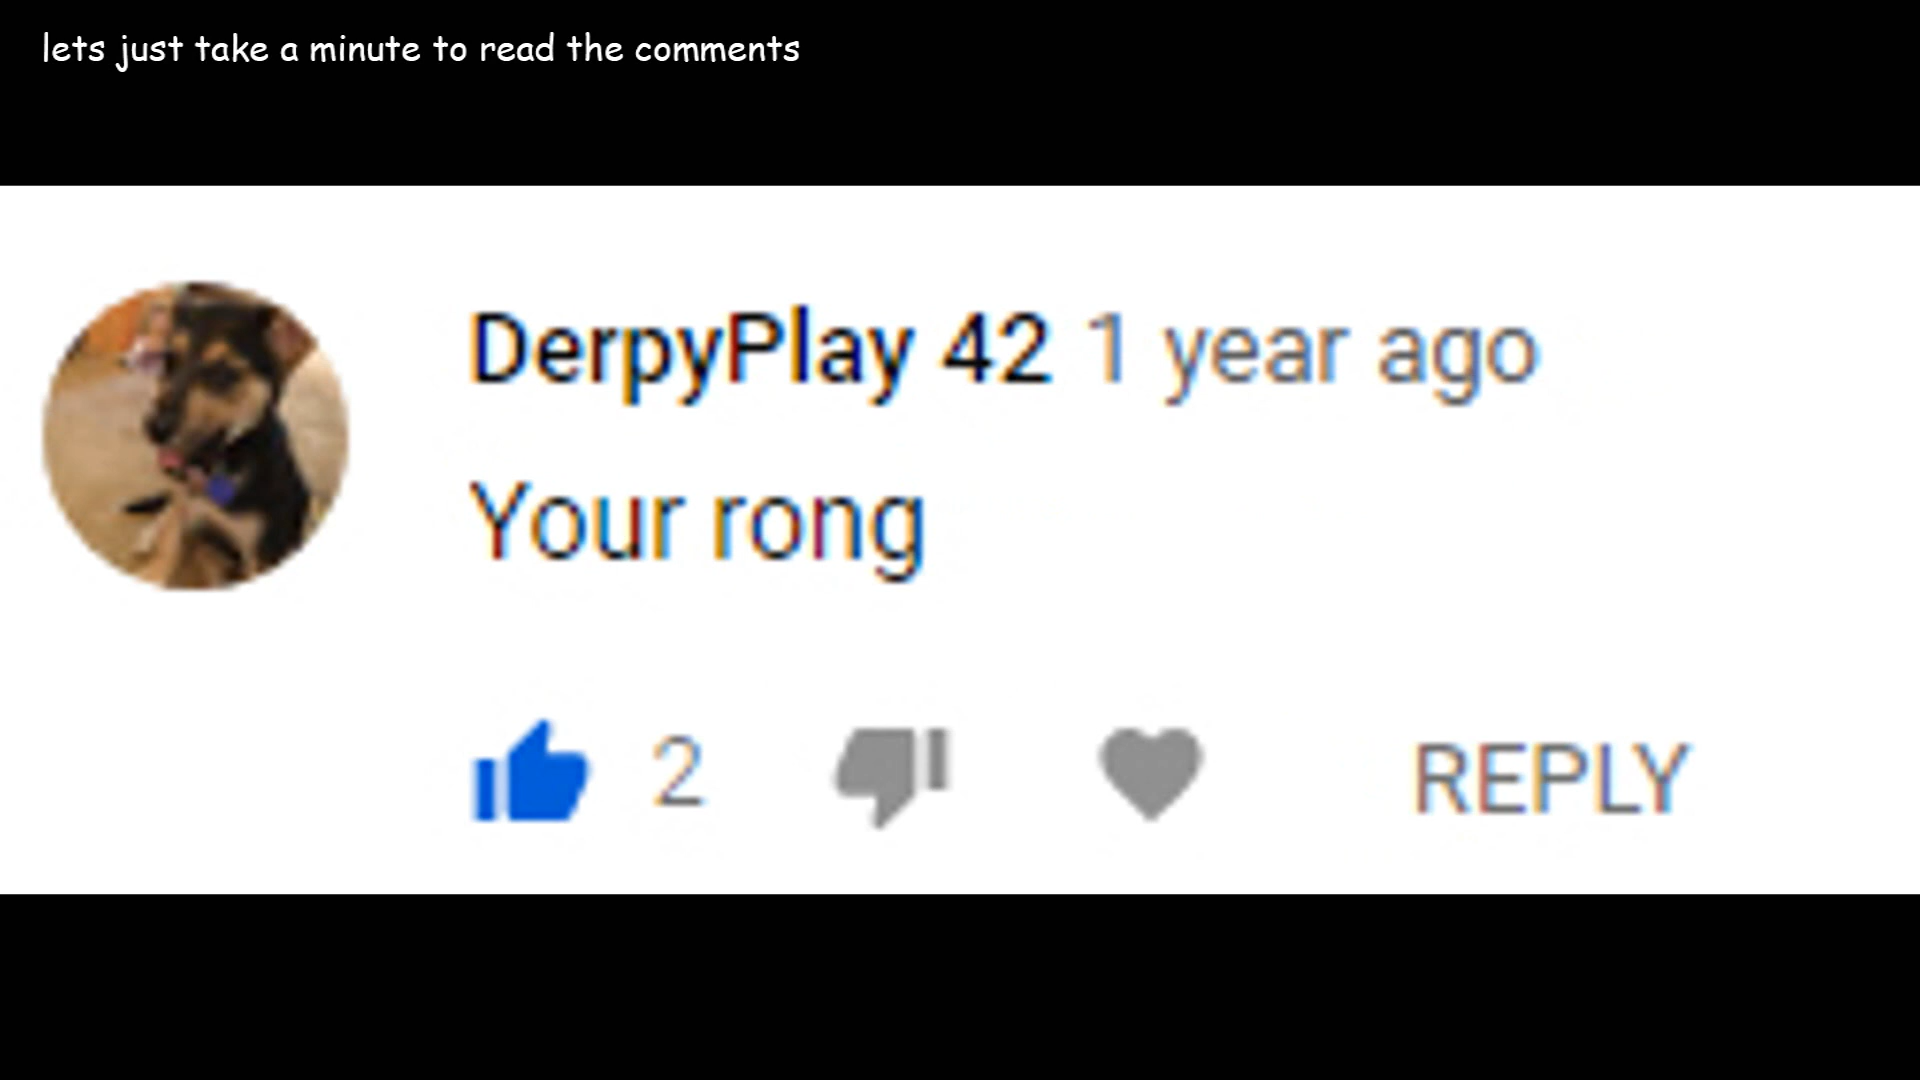 lets just take a minute to read the comments
DerpyPlay 42 1 year ago
Your rong
2 REPLY